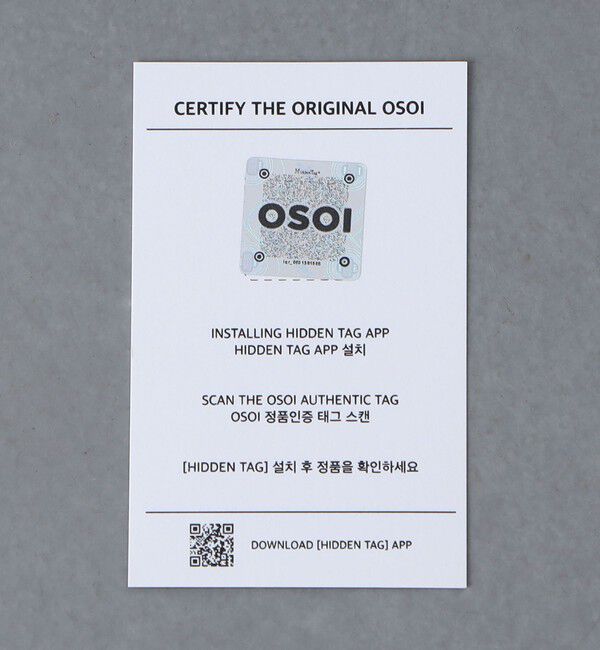 CERTIFY THE ORIGINAL OSOI
OSOI
INSTALLING HIDDEN TAG APP
HIDDEN TAG APP 설치
SCAN THE OSOI AUTHENTIC TAG
OSOI 정품인증 태그 스캔
[HIDDEN TAG] 설치 후 정품을 확인하세요
DOWNLOAD [HIDDEN TAG] APP